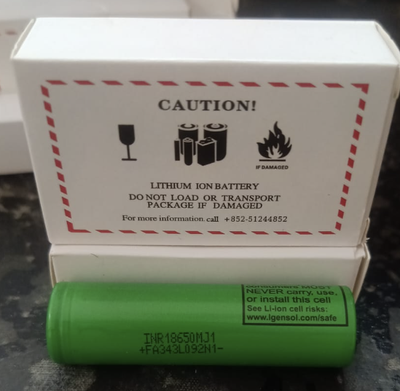 CAUTION!
IF DAMAGED
LITHIUM ION BATTERY
DO NOT LOAD OR TRANSPORT
PACKAGE IF DAMAGED
For more information. call +852-51244852
NEVER carry, use,
or install this cell
See Li-ion cell risks:
www.lgensol.com/safe
INR18650MJ1
+FA343L092N1-